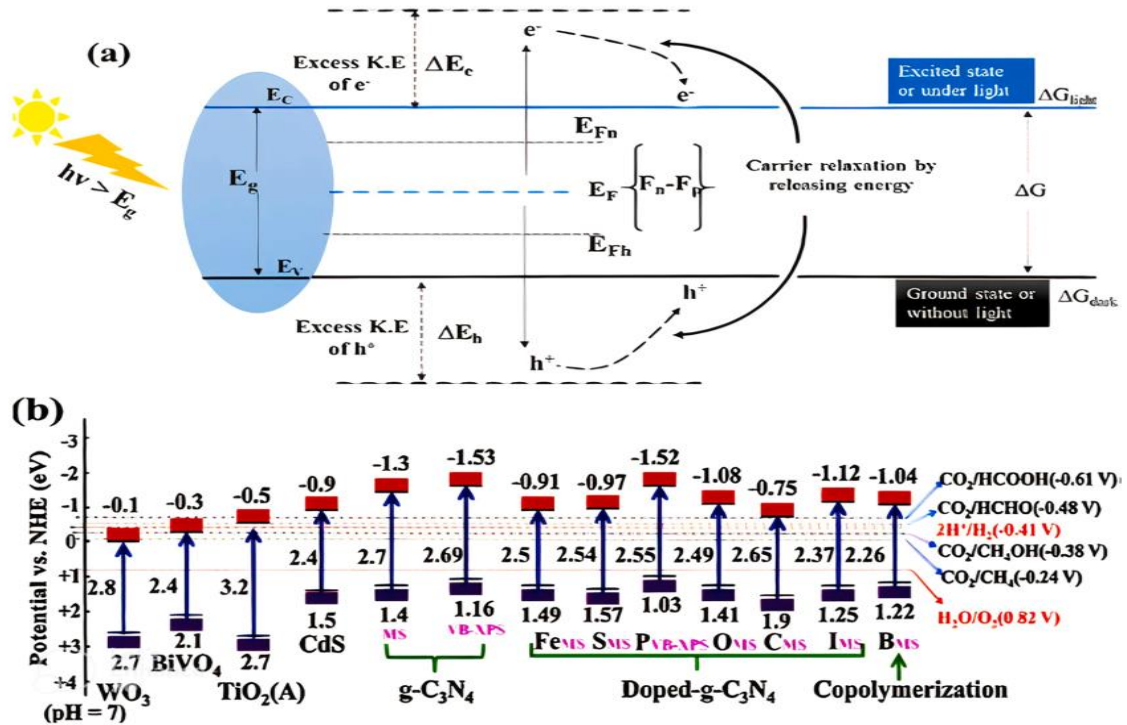 (a)
Excess K.E
of e-
ΔEc
e-
e-
Excited state
or under light
ΔGlight
EC
EFn
hν > Eg
Eg
EF
{Fn-Fp}
Carrier relaxation by
releasing energy
ΔG
EFh
EV
h+
Ground state or
without light
ΔGdark
Excess K.E
of h+
ΔEh
h+
(b)
Potential vs. NHE (eV)
-3
-2
-1
0
+1
+2
+3
+4
-0.1
-0.3
-0.5
-0.9
-1.3
-1.53
-0.91
-0.97
-1.52
-1.08
-0.75
-1.12
-1.04
CO2/HCOOH(-0.61 V)
CO2/HCHO(-0.48 V)
2H+/H2(-0.41 V)
CO2/CH3OH(-0.38 V)
CO2/CH4(-0.24 V)
H2O/O2(0 82 V)
2.8
2.4
3.2
2.4
2.7
2.69
2.5
2.54
2.55
2.49
2.65
2.37
2.26
2.7
2.1
2.7
1.5
1.4
1.16
1.49
1.57
1.03
1.41
1.9
1.25
1.22
WO3
(pH = 7)
BiVO4
TiO2(A)
CdS
MS
VB-XPS
FeMS SMS PVB-XPS OMS CMS IMS BMS
g-C3N4
Doped-g-C3N4
Copolymerization